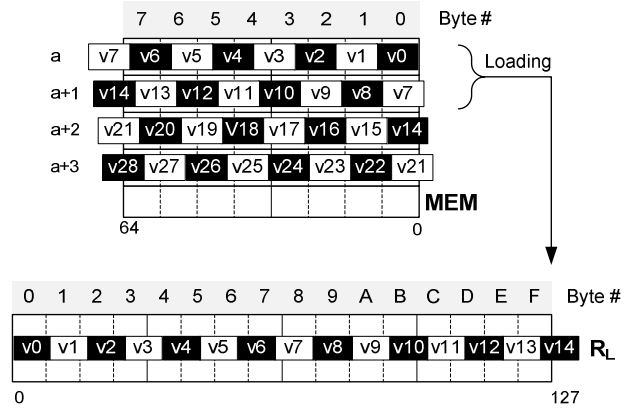 7 6 5 4 3 2 1 0 Byte #
a v7 v6 v5 v4 v3 v2 v1 v0
Loading
a+1 v14 v13 v12 v11 v10 v9 v8 v7
a+2 v21 v20 v19 V18 v17 v16 v15 v14
a+3 v28 v27 v26 v25 v24 v23 v22 v21
MEM
64 0
0 1 2 3 4 5 6 7 8 9 A B C D E F Byte #
v0 v1 v2 v3 v4 v5 v6 v7 v8 v9 v10 v11 v12 v13 v14 RL
0 127